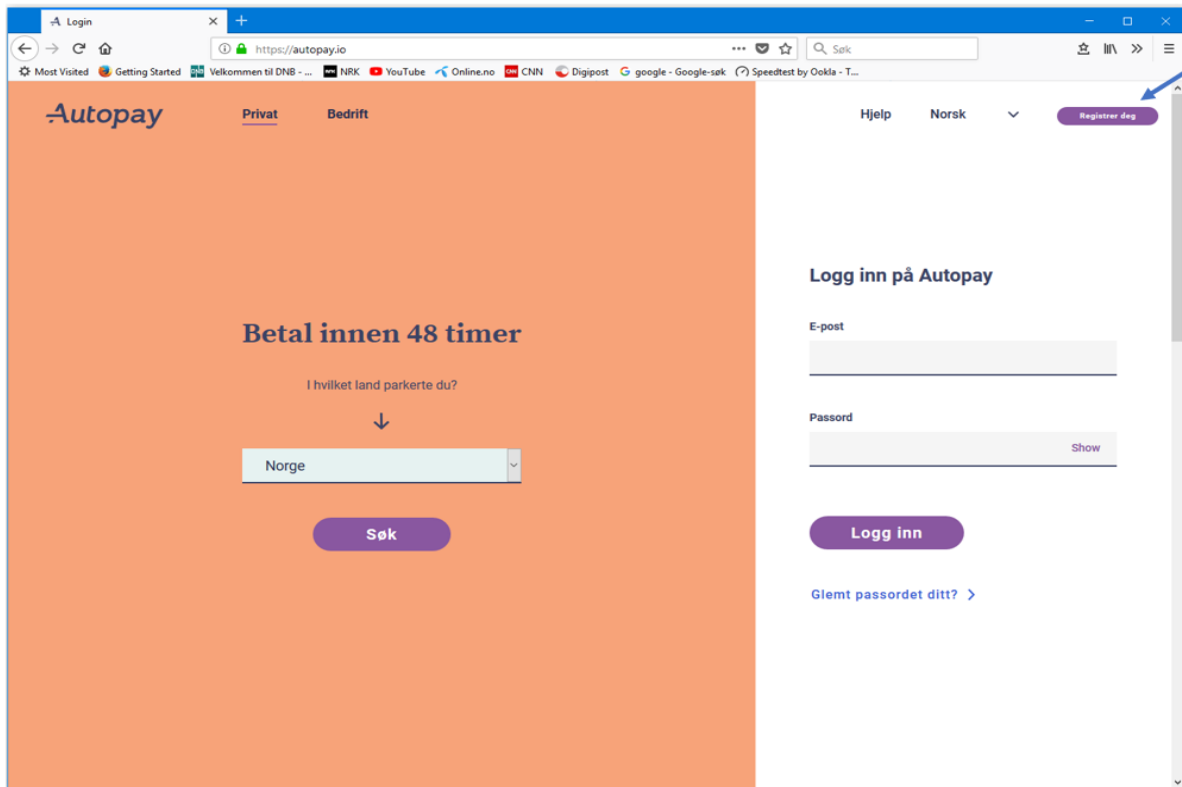 Login
https://autopay.io
Søk
Most Visited Getting Started Velkommen til DNB - ... NRK YouTube Online.no CNN Digipost google - Google-søk Speedtest by Ookla - T...
Autopay
Privat Bedrift
Hjelp Norsk
Registrer deg
Betal innen 48 timer
I hvilket land parkerte du?
Norge
Søk
Logg inn på Autopay
E-post
Passord
Show
Logg inn
Glemt passordet ditt?